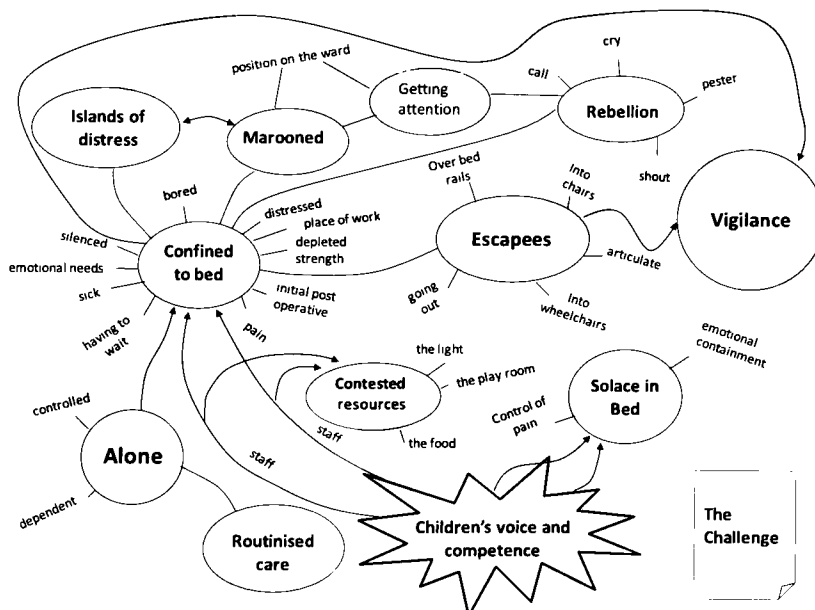 cry
position on the ward
call
Getting
attention
pester
Rebellion
Islands of
distress
Marooned
shout
Over bed
rails
Into
chairs
bored
distressed
place of work
silenced
Confined
to bed
depleted
strength
Escapees
Vigilance
articulate
emotional needs
sick
initial post
operative
going
out
Into
wheelchairs
having to
wait
pain
emotional
containment
the light
the play room
Contested
resources
Solace in
Bed
controlled
Control of
pain
staff
the food
Alone
staff
dependent
Children's voice and
competence
The
Challenge
Routinised
care